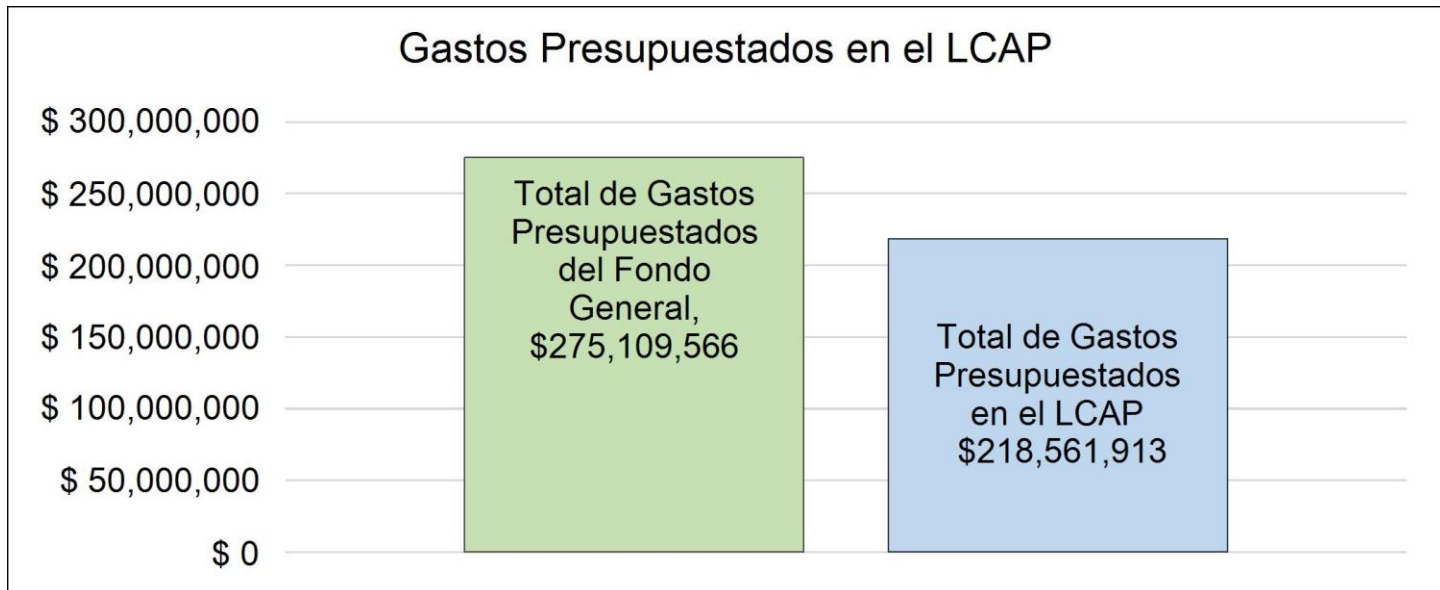 Gastos Presupuestados en el LCAP
$ 300,000,000
$ 250,000,000
$ 200,000,000
$ 150,000,000
$ 100,000,000
$ 50,000,000
$ 0
Total de Gastos
Presupuestados
del Fondo
General,
$275,109,566
Total de Gastos
Presupuestados
en el LCAP
$218,561,913